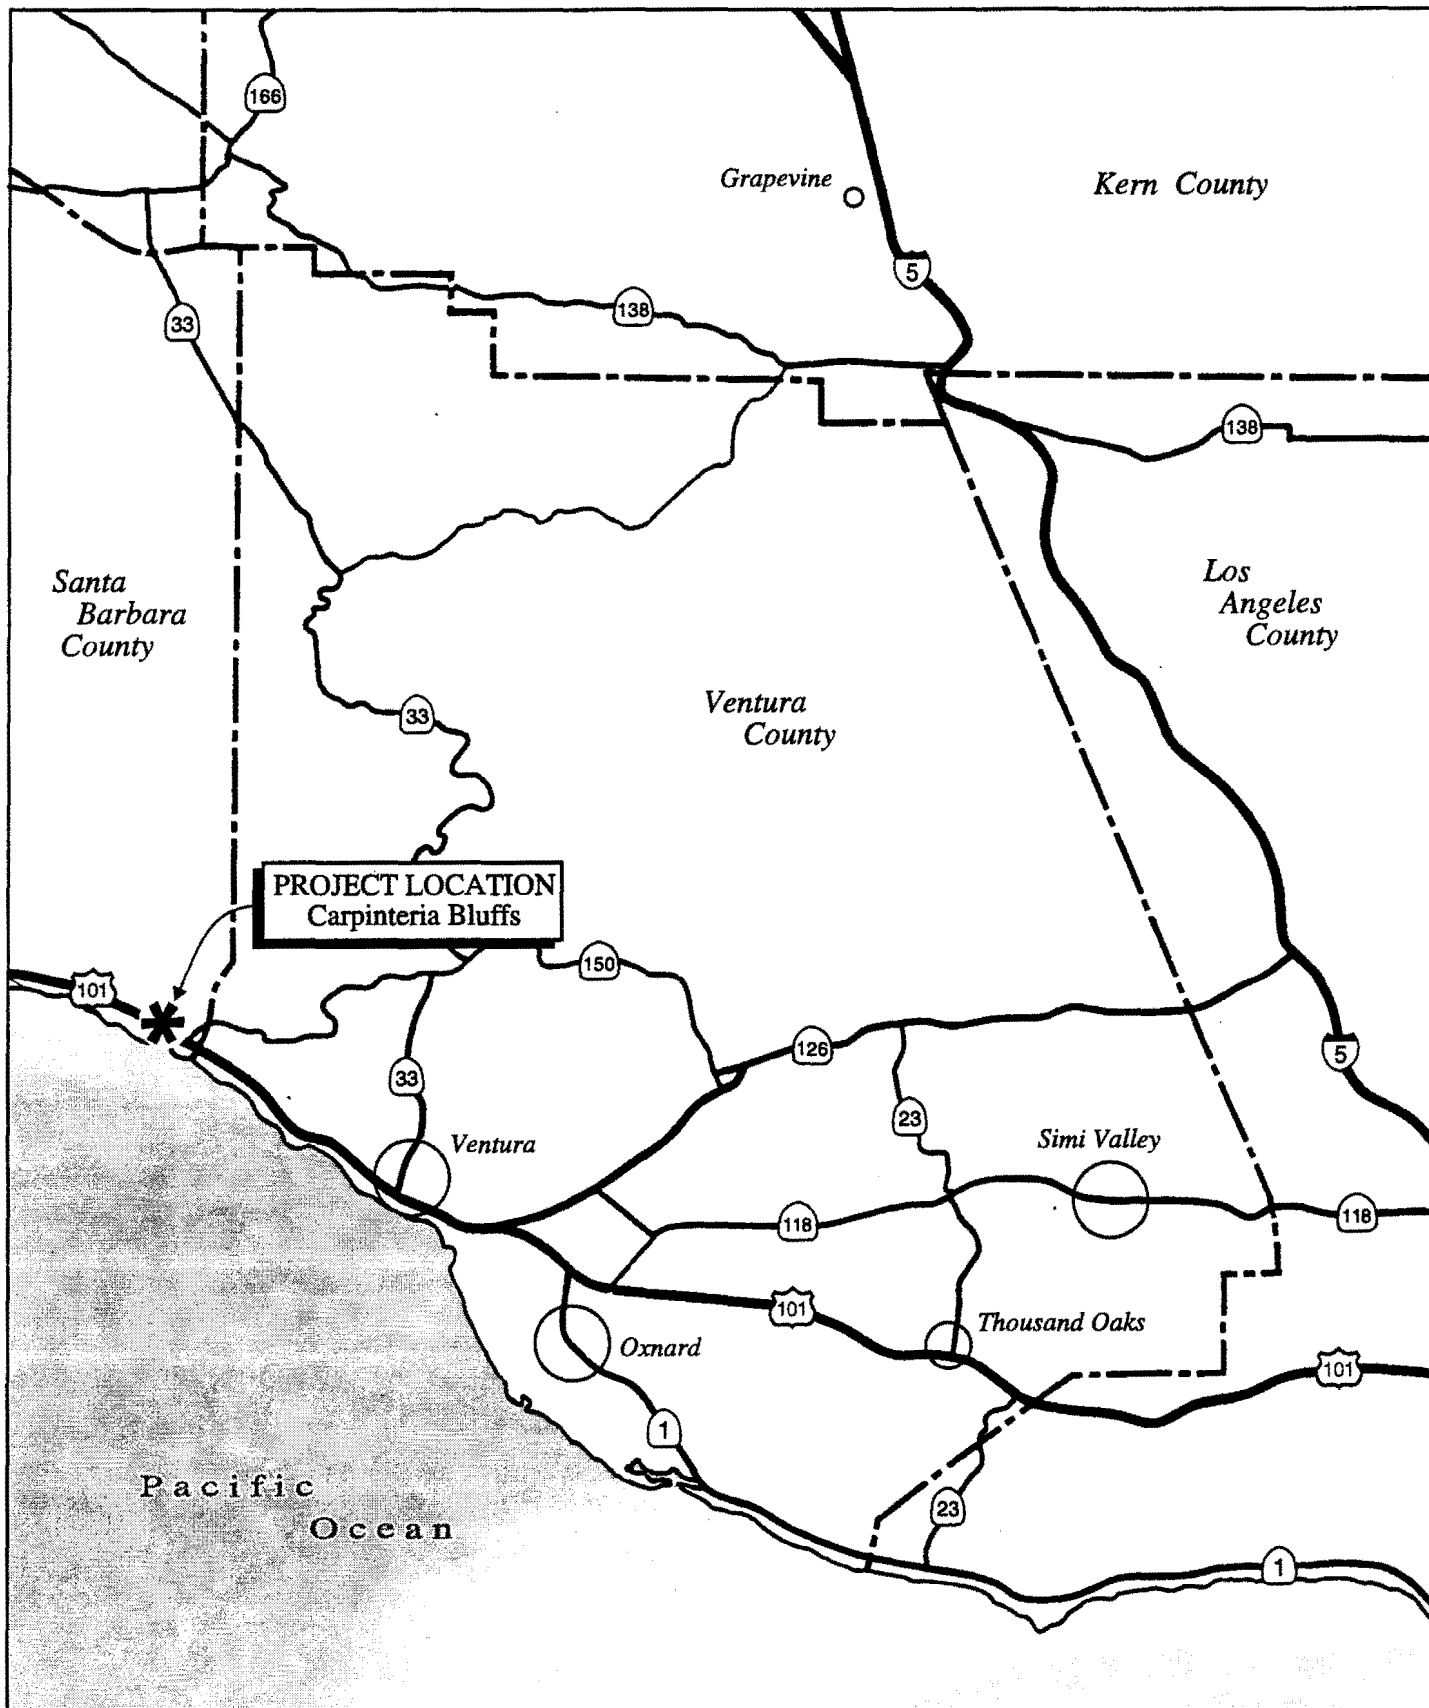 166
Grapevine
Kern County
5
33
138
138
Santa
Barbara
County
Los
Angeles
County
33
Ventura
County
PROJECT LOCATION
Carpinteria Bluffs
101
150
126
5
33
23
Ventura
Simi Valley
118
118
101
Thousand Oaks
Oxnard
101
1
Pacific
Ocean
23
1